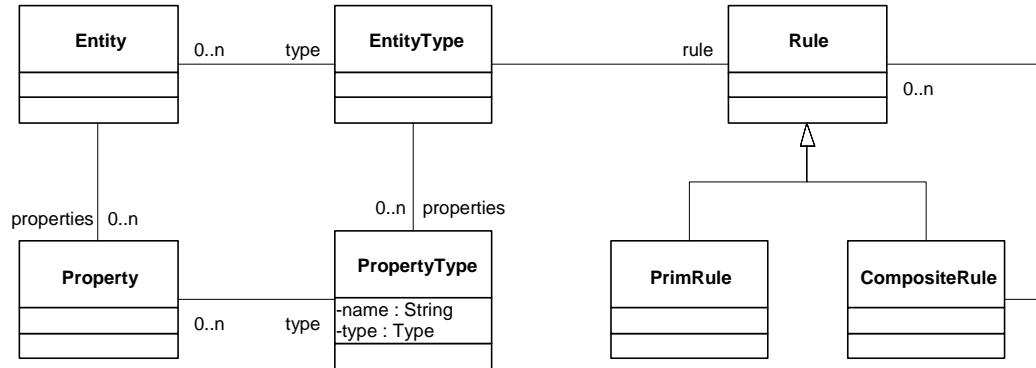 Entity
EntityType
Rule
0..n type
rule
0..n
0..n properties
properties 0..n
Property
PropertyType
PrimRule
CompositeRule
-name : String
-type : Type
0..n type